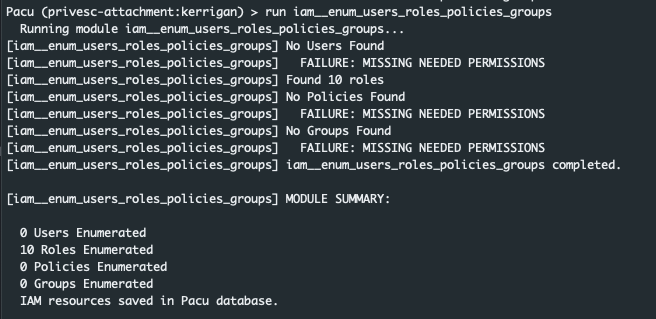 Pacu (privesc-attachment:kerrigan) > run iam__enum_users_roles_policies_groups
Running module iam__enum_users_roles_policies_groups...
[iam__enum_users_roles_policies_groups] No Users Found
[iam__enum_users_roles_policies_groups] FAILURE: MISSING NEEDED PERMISSIONS
[iam__enum_users_roles_policies_groups] Found 10 roles
[iam__enum_users_roles_policies_groups] No Policies Found
[iam__enum_users_roles_policies_groups] FAILURE: MISSING NEEDED PERMISSIONS
[iam__enum_users_roles_policies_groups] No Groups Found
[iam__enum_users_roles_policies_groups] FAILURE: MISSING NEEDED PERMISSIONS
[iam__enum_users_roles_policies_groups] iam__enum_users_roles_policies_groups completed.
[iam__enum_users_roles_policies_groups] MODULE SUMMARY:
0 Users Enumerated
10 Roles Enumerated
0 Policies Enumerated
0 Groups Enumerated
IAM resources saved in Pacu database.